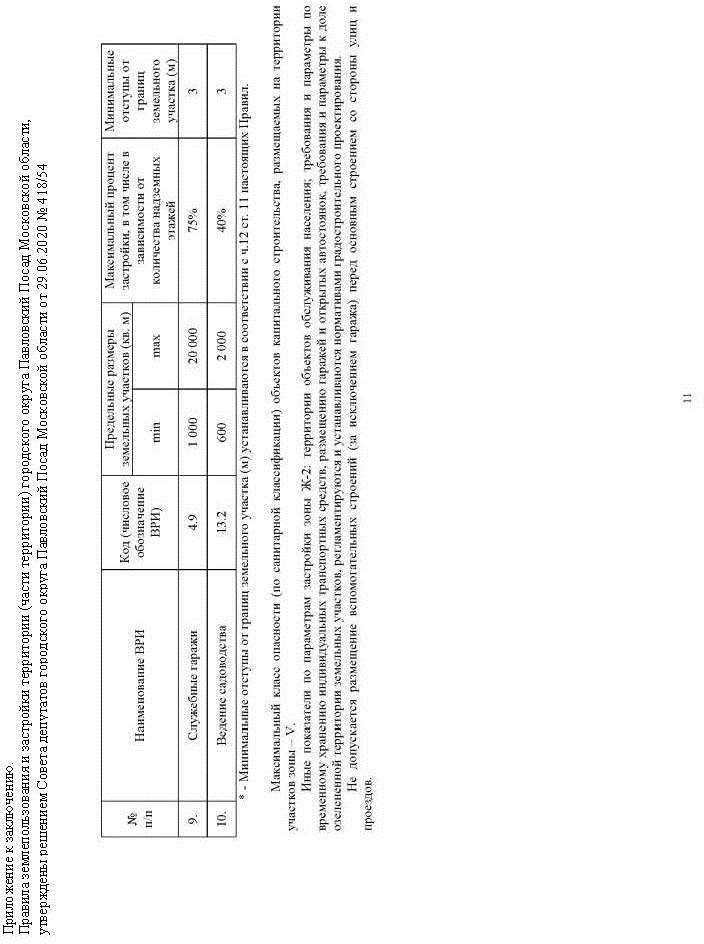 Приложение к заключению.
Правила землепользования и застройки территории (части территории) городского округа Павловский Посад Московской области,
утверждены решением Совета депутатов городского округа Павловский Посад Московской области от 29.06.2020 № 418/54
№ п/п
Наименование ВРИ
Код (числовое обозначение ВРИ)
Предельные размеры земельных участков (кв. м)
min
max
Максимальный процент застройки, в том числе в зависимости от количества надземных этажей
Минимальные отступы от границ земельного участка (м)
9. Служебные гаражи 4.9 1 000 20 000 75% 3
10. Ведение садоводства 13.2 600 2 000 40% 3
* - Минимальные отступы от границ земельного участка (м) устанавливаются в соответствии с ч.12 ст. 11 настоящих Правил.
Максимальный класс опасности (по санитарной классификации) объектов капитального строительства, размещаемых на территории
участков зоны – V.
Иные показатели по параметрам застройки зоны Ж-2: территории объектов обслуживания населения; требования и параметры по
временному хранению индивидуальных транспортных средств, размещению гаражей и открытых автостоянок, требования и параметры к доле
озелененной территории земельных участков, регламентируются и устанавливаются нормативами градостроительного проектирования.
Не допускается размещение вспомогательных строений (за исключением гаража) перед основным строением со стороны улиц и
проездов.
11